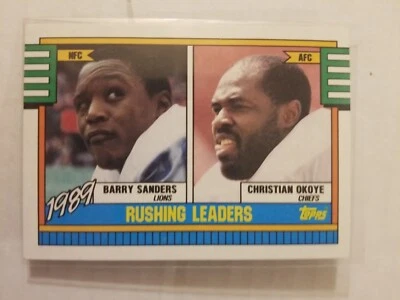 NFC
AFC
BARRY SANDERS
LIONS
CHRISTIAN OKOYE
CHIEFS
1989
RUSHING LEADERS
TOPPS